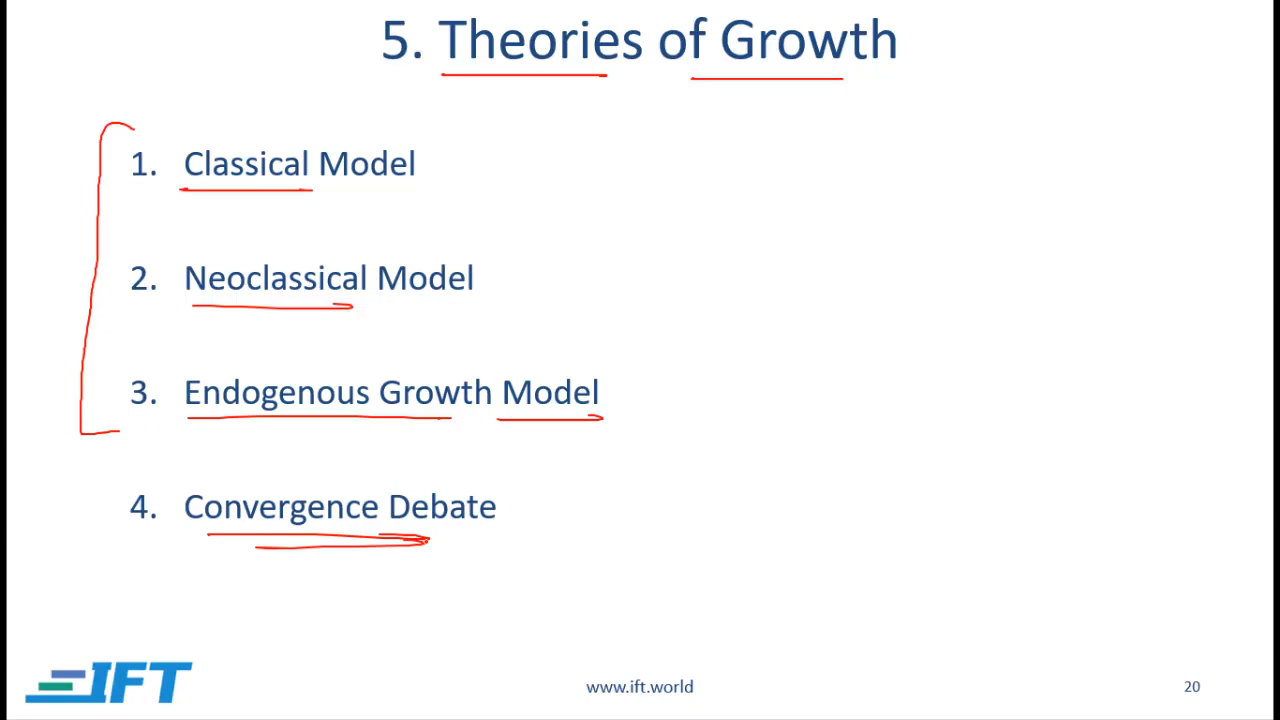 5. Theories of Growth
1. Classical Model
2. Neoclassical Model
3. Endogenous Growth Model
4. Convergence Debate
IFT
www.ift.world
20